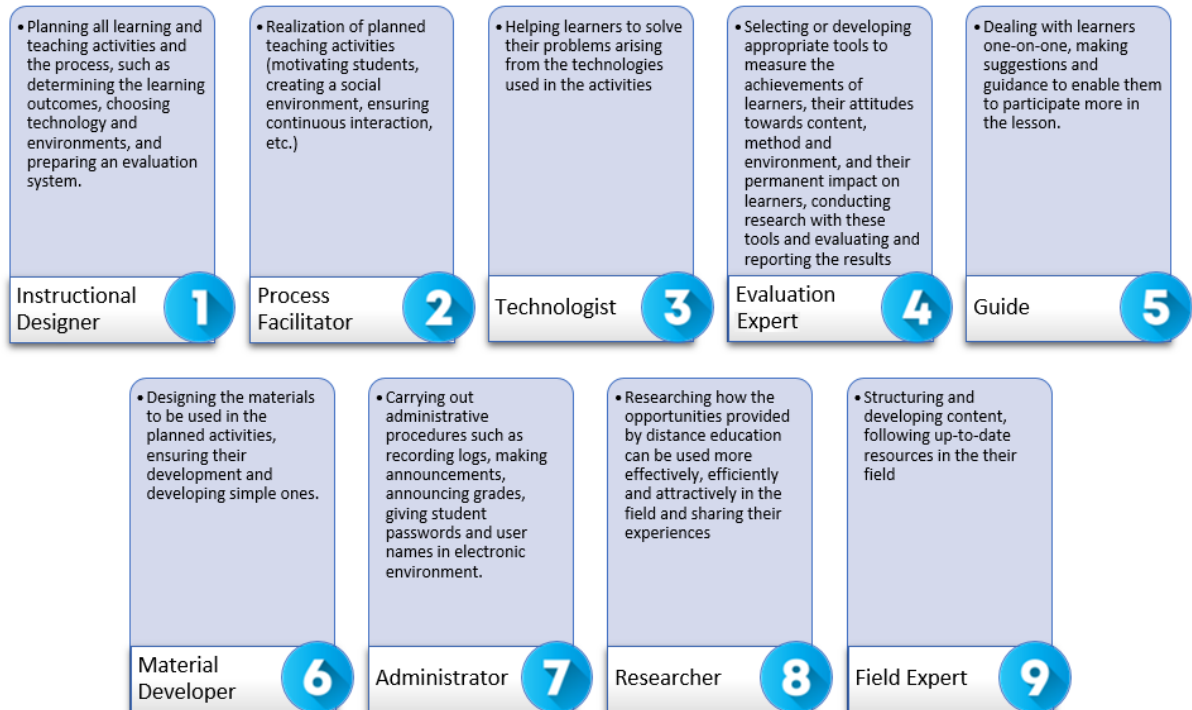 • Planning all learning and
teaching activities and
the process, such as
determining the learning
outcomes, choosing
technology and
environments, and
preparing an evaluation
system.
Instructional
Designer
1
• Realization of planned
teaching activities
(motivating students,
creating a social
environment, ensuring
continuous interaction,
etc.)
Process
Facilitator
2
• Helping learners to solve
their problems arising
from the technologies
used in the activities
Technologist
3
• Selecting or developing
appropriate tools to
measure the
achievements of
learners, their attitudes
towards content,
method and
environment, and their
permanent impact on
learners, conducting
research with these
tools and evaluating and
reporting the results
Evaluation
Expert
4
• Dealing with learners
one-on-one, making
suggestions and
guidance to enable them
to participate more in
the lesson.
Guide
5
• Designing the materials
to be used in the
planned activities,
ensuring their
development and
developing simple ones.
Material
Developer
6
• Carrying out
administrative
procedures such as
recording logs, making
announcements,
announcing grades,
giving student
passwords and user
names in electronic
environment.
Administrator
7
• Researching how the
opportunities provided
by distance education
can be used more
effectively, efficiently
and attractively in the
field and sharing their
experiences
Researcher
8
• Structuring and
developing content,
following up-to-date
resources in the their
field
Field Expert
9